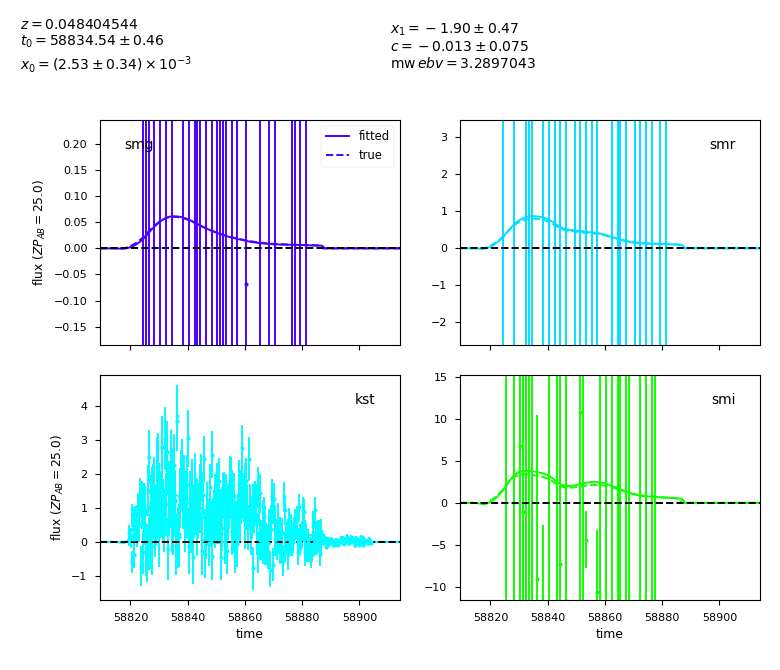 z = 0.048404544
t₀ = 58834.54 ± 0.46
x₀ = (2.53 ± 0.34) × 10⁻³
x₁ = −1.90 ± 0.47
c = −0.013 ± 0.075
mw ebv = 3.2897043
smg
fitted
true
0.20
0.15
0.10
0.05
0.00
−0.05
−0.10
−0.15
flux (ZP_AB = 25.0)
smr
3
2
1
0
−1
−2
kst
4
3
2
1
0
−1
flux (ZP_AB = 25.0)
58820 58840 58860 58880 58900
time
smi
15
10
5
0
−5
−10
58820 58840 58860 58880 58900
time